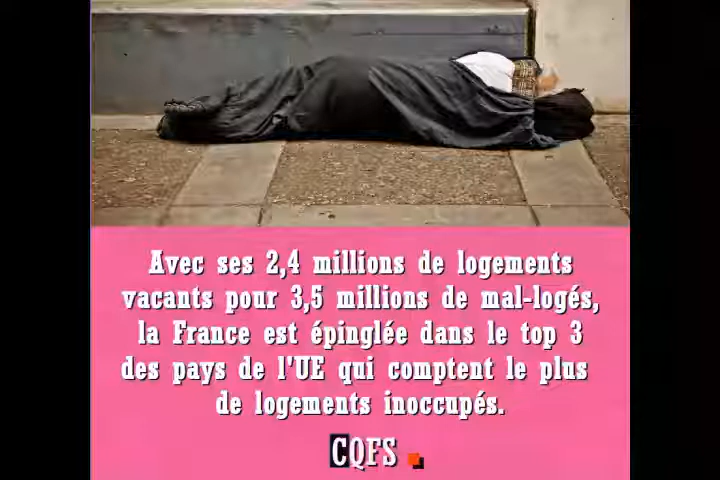 Avec ses 2,4 millions de logements
vacants pour 3,5 millions de mal-logés,
la France est épinglée dans le top 3
des pays de l'UE qui comptent le plus
de logements inoccupés.
CQFS